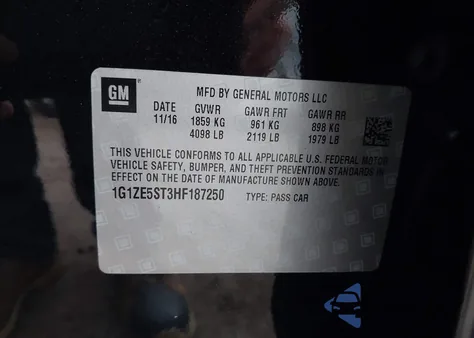 GM
MFD BY GENERAL MOTORS LLC
DATE GVWR GAWR FRT GAWR RR
11/16 1859 KG 961 KG 898 KG
4098 LB 2119 LB 1979 LB
THIS VEHICLE CONFORMS TO ALL APPLICABLE U.S. FEDERAL MOTOR
VEHICLE SAFETY, BUMPER, AND THEFT PREVENTION STANDARDS IN
EFFECT ON THE DATE OF MANUFACTURE SHOWN ABOVE.
1G1ZE5ST3HF187250 TYPE: PASS CAR